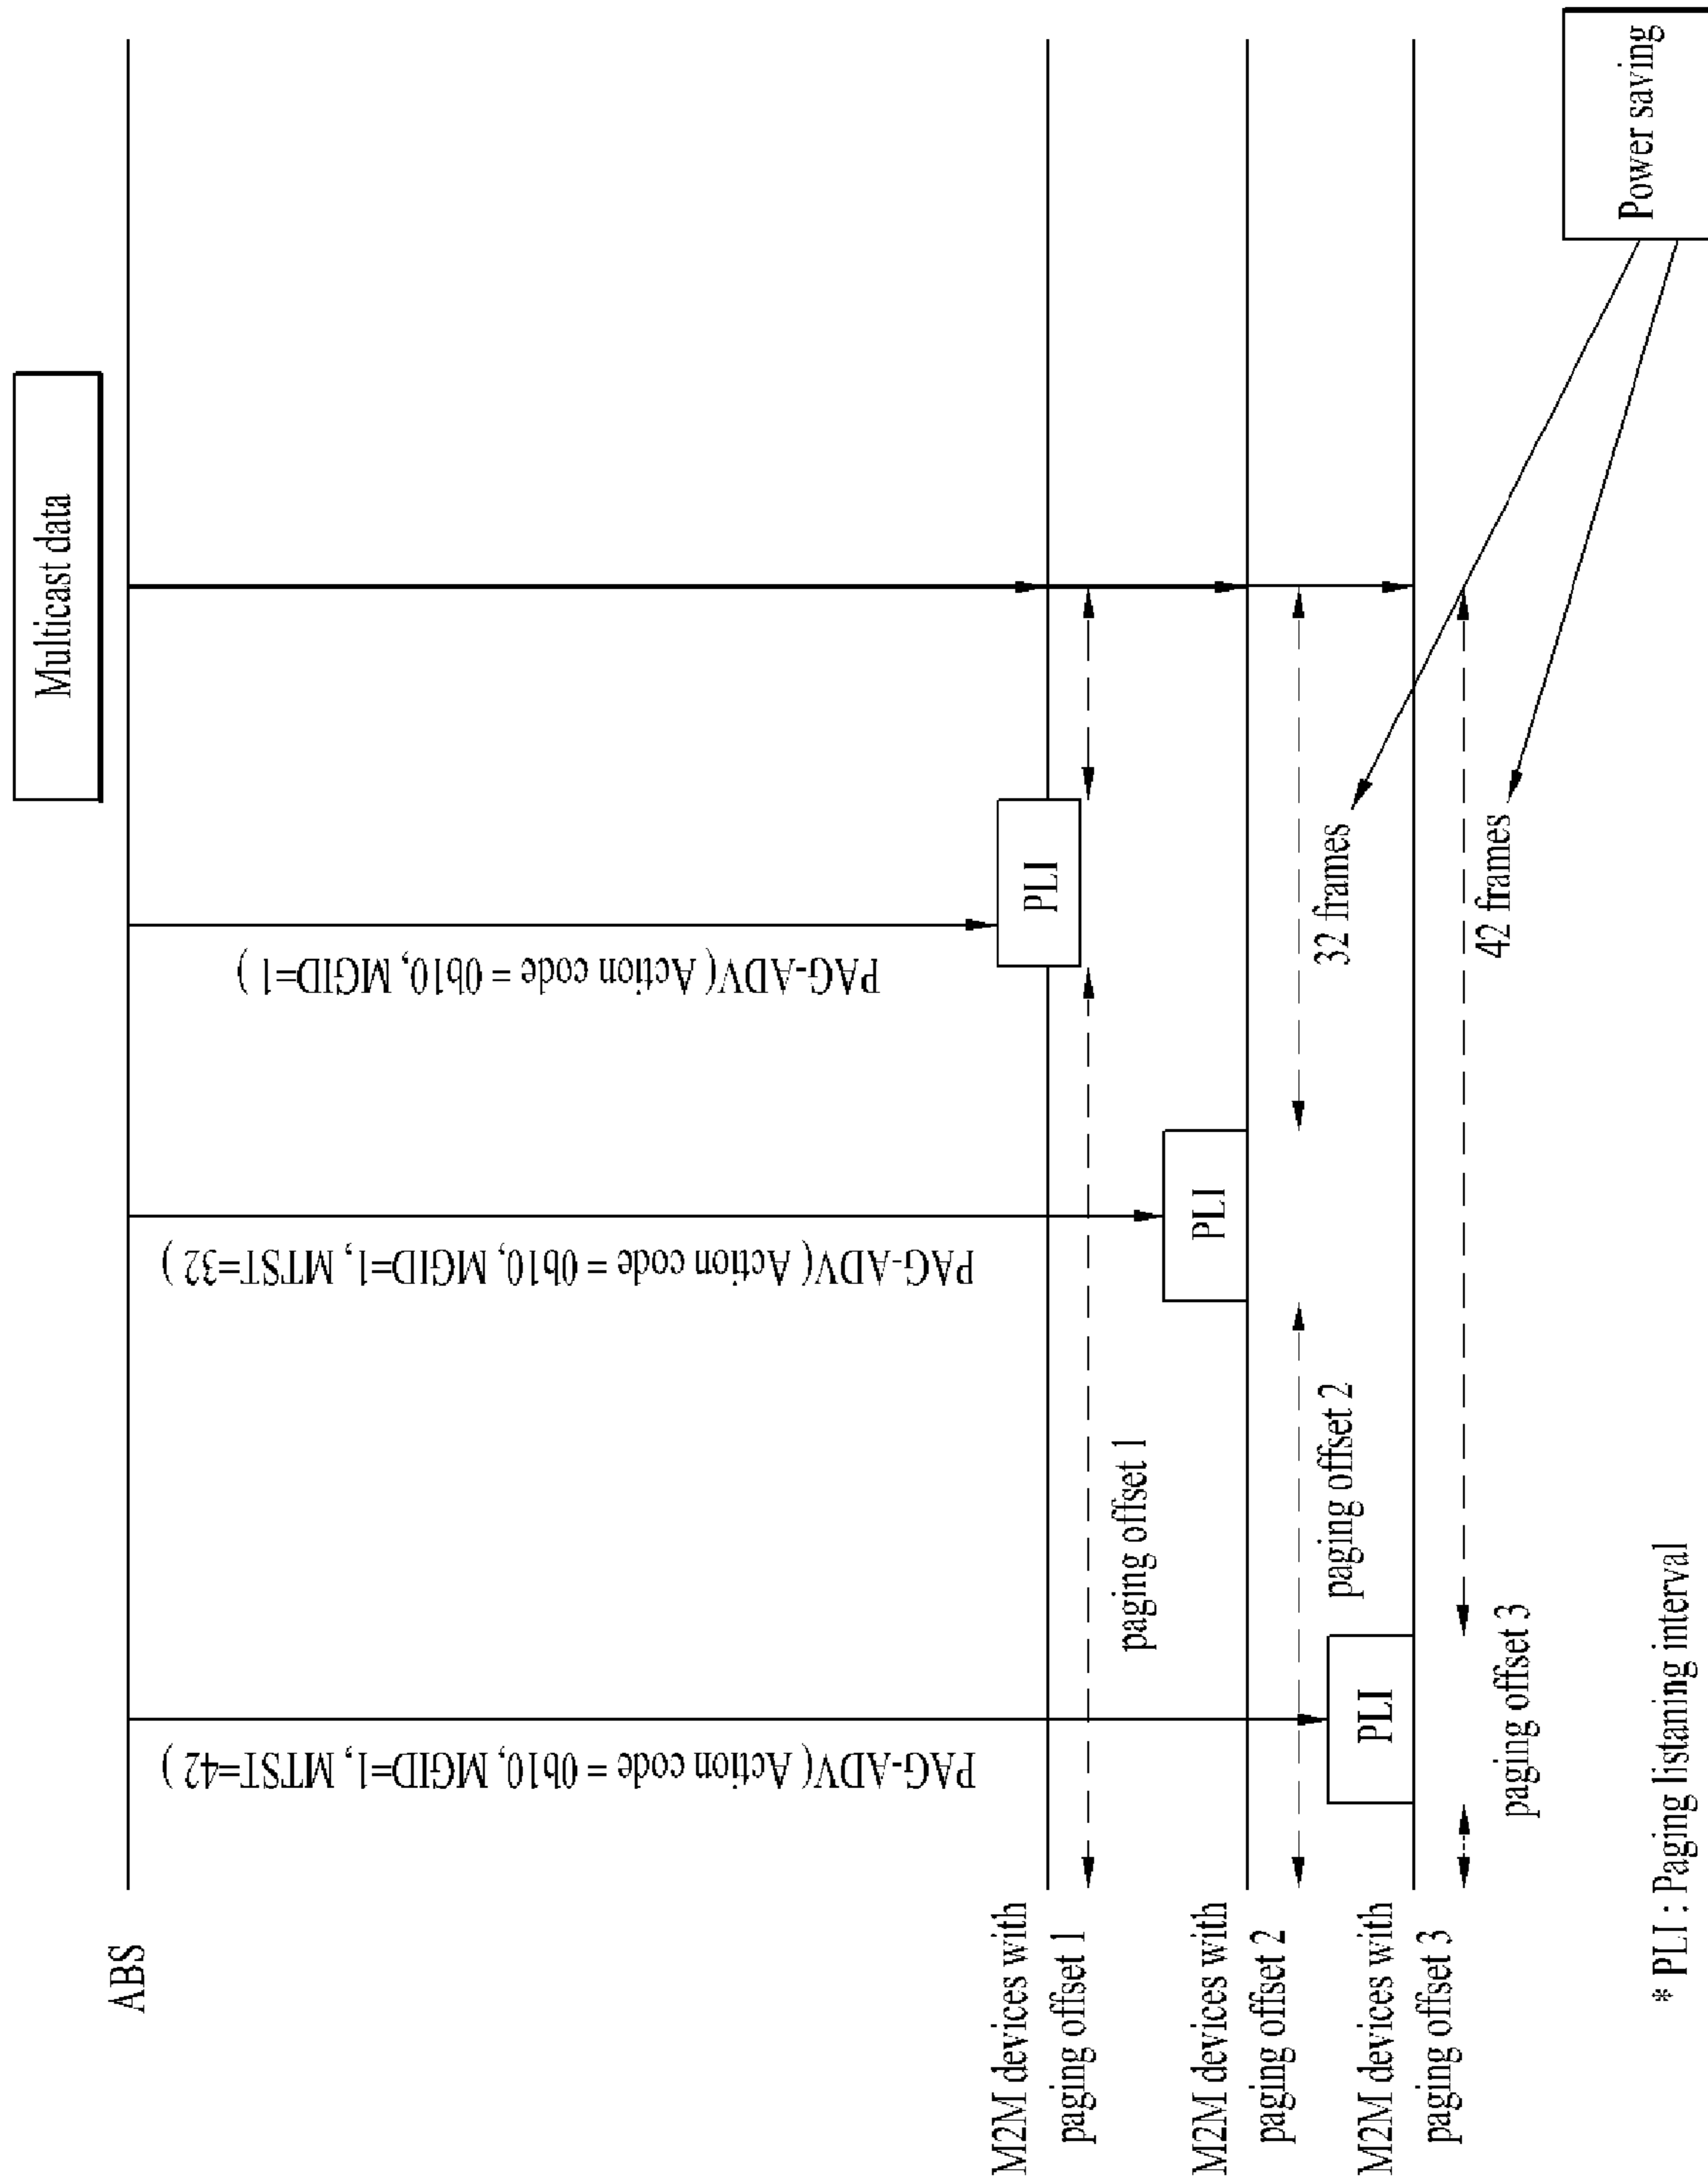 Multicast data
ABS
PAG-ADV ( Action code = 0b10, MGID=1, MTST=42 )
PAG-ADV ( Action code = 0b10, MGID=1, MTST=32 )
PAG-ADV ( Action code = 0b10, MGID=1 )
M2M devices with
paging offset 1
PLI
paging offset 1
M2M devices with
paging offset 2
PLI
paging offset 2
32 frames
M2M devices with
paging offset 3
PLI
paging offset 3
42 frames
Power saving
* PLI : Paging listaning interval